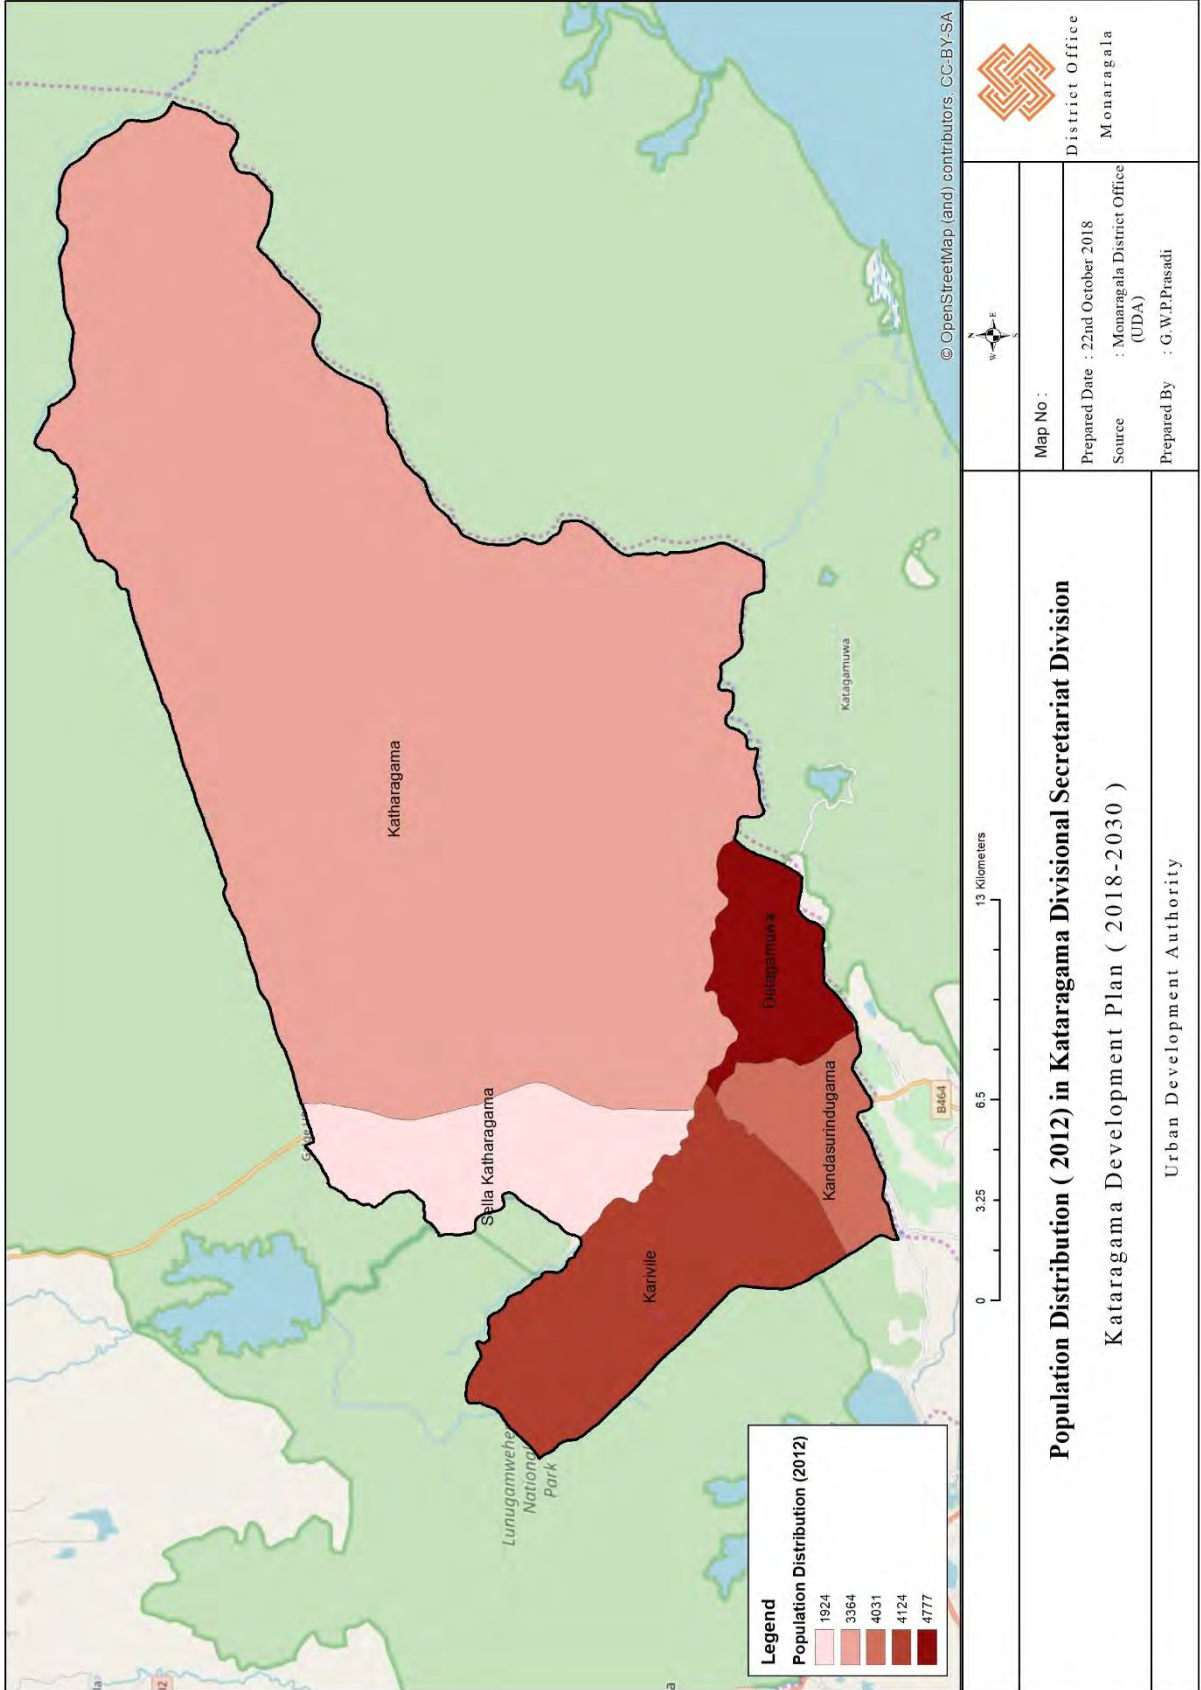 Katharagama
Sella Katharagama
Karivile
Detagamuwa
Kandasurindugama
Katagamuwa
B464
Lunugamwehe
National
Park
© OpenStreetMap (and) contributors, CC-BY-SA
Legend
Population Distribution (2012)
1924
3364
4031
4124
4777
0 3.25 6.5 13 Kilometers
Population Distribution ( 2012) in Kataragama Divisional Secretariat Division
Kataragama Development Plan ( 2018-2030 )
Urban Development Authority
N
W E
S
Map No :
Prepared Date : 22nd October 2018
Source : Monaragala District Office
(UDA)
Prepared By : G.W.P.Prasadi
District Office
Monaragala